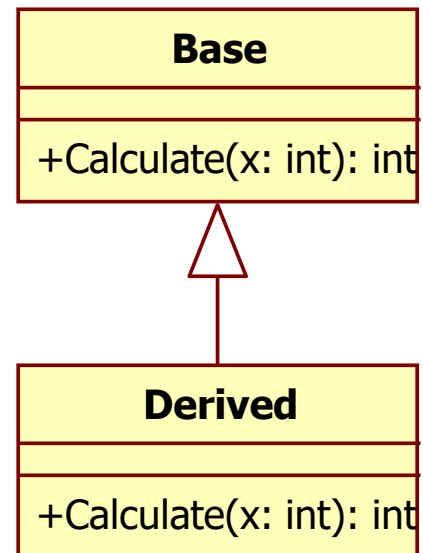 Base
+Calculate(x: int): int
Derived
+Calculate(x: int): int